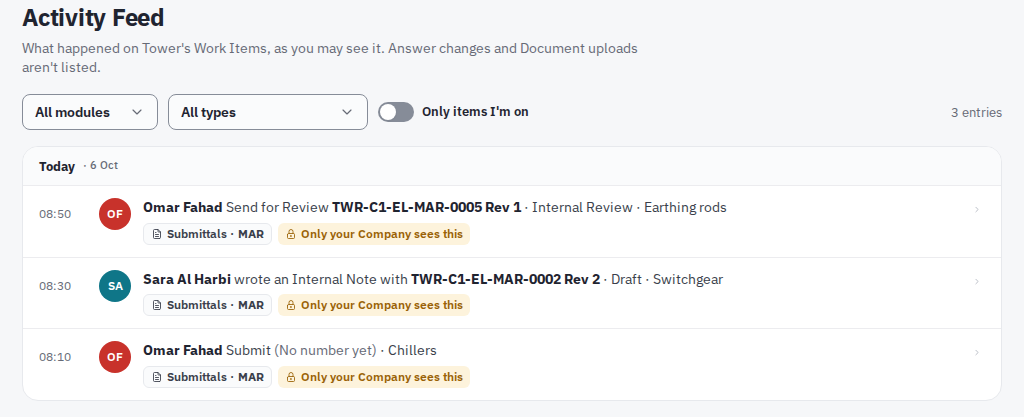 Activity Feed
What happened on Tower's Work Items, as you may see it. Answer changes and Document uploads
aren't listed.
All modules
All types
Only items I'm on
3 entries
Today · 6 Oct
08:50
OF
Omar Fahad Send for Review TWR-C1-EL-MAR-0005 Rev 1 · Internal Review · Earthing rods
Submittals · MAR
Only your Company sees this
08:30
SA
Sara Al Harbi wrote an Internal Note with TWR-C1-EL-MAR-0002 Rev 2 · Draft · Switchgear
Submittals · MAR
Only your Company sees this
08:10
OF
Omar Fahad Submit (No number yet) · Chillers
Submittals · MAR
Only your Company sees this